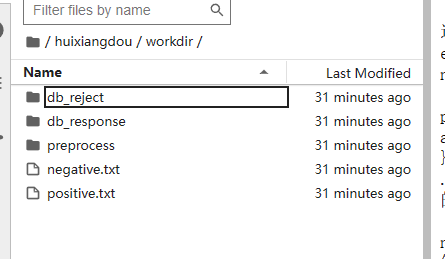 Filter files by name
/ huixiangdou / workdir /
Name Last Modified
db_reject 31 minutes ago
db_response 31 minutes ago
preprocess 31 minutes ago
negative.txt 31 minutes ago
positive.txt 31 minutes ago